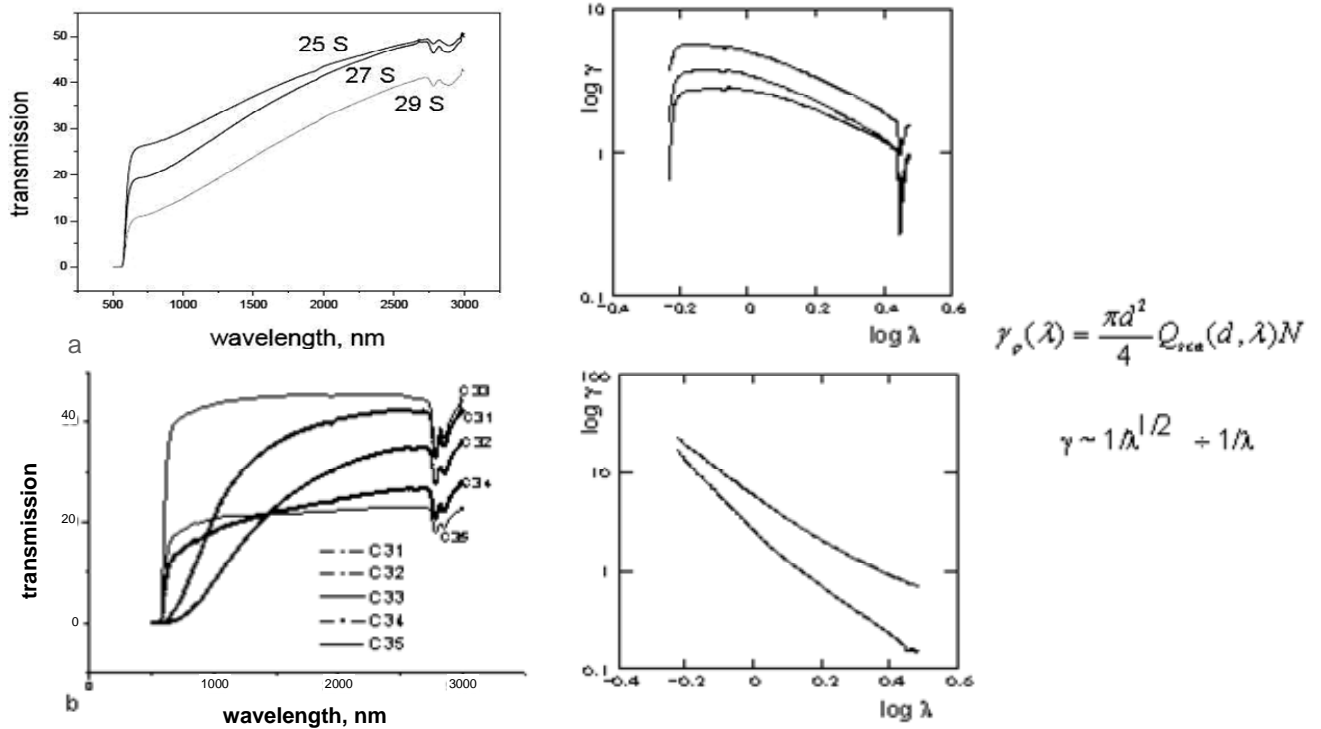 50
40
30
20
10
0
transmission
25 S
27 S
29 S
500
1000
1500
2000
2500
3000
wavelength, nm
a
10
1
0.1
log γ
-0.4
-0.2
0
0.2
0.4
0.6
log λ
40
20
0
transmission
C33
C31
C32
C34
C35
C31
C32
C33
C34
C35
0
1000
2000
3000
b
wavelength, nm
100
10
1
0.1
log γ
-0.4
-0.2
0
0.2
0.4
0.6
log λ
γρ(λ) = πd²/4 Qsca(d, λ)N
γ ~ 1/λ^1/2 ÷ 1/λ